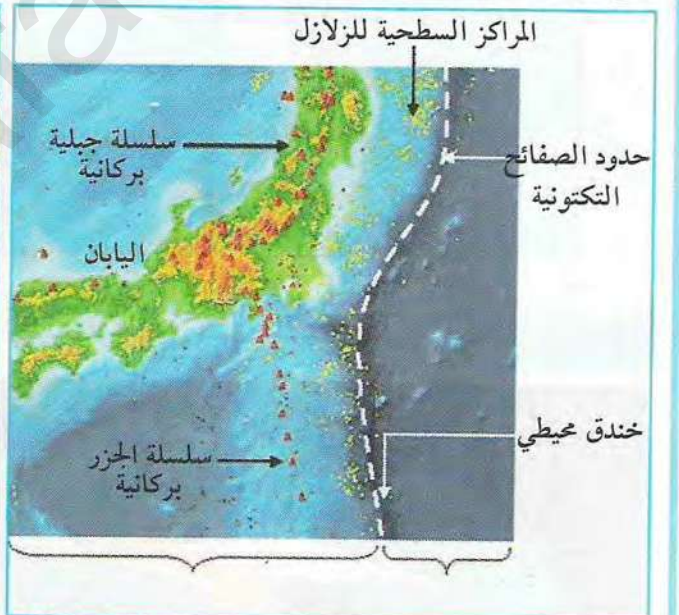 المراكز السطحية للزلازل
سلسلة جبلية
بركانية
حدود الصفائح
التكتونية
اليابان
خندق محيطي
سلسلة الجزر
بركانية